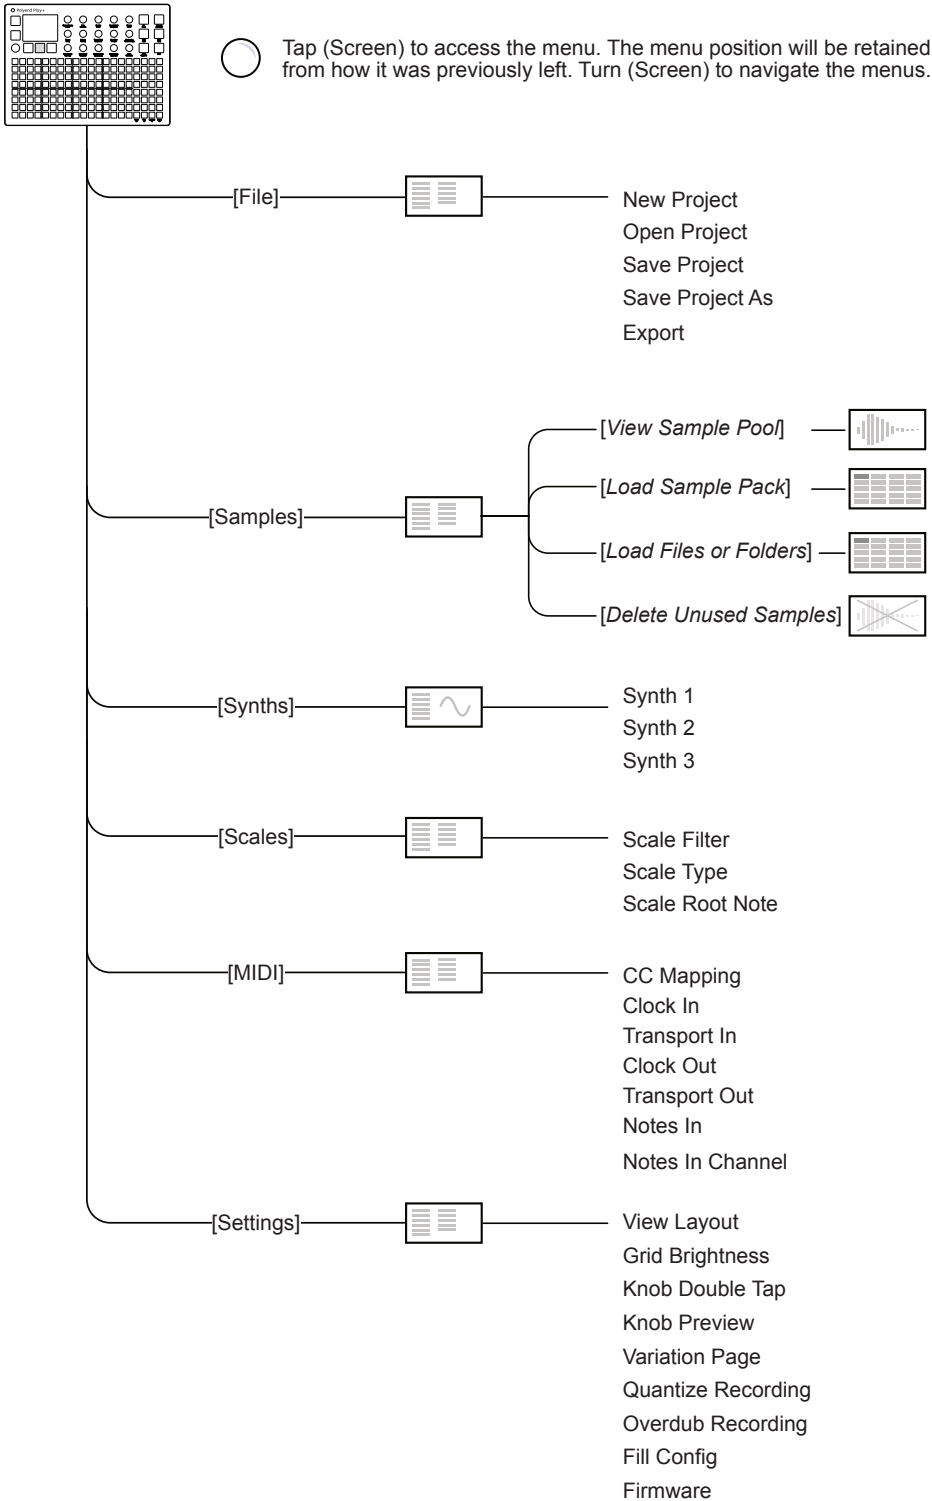 Polyend Play+
Tap (Screen) to access the menu. The menu position will be retained
from how it was previously left. Turn (Screen) to navigate the menus.
[File]
New Project
Open Project
Save Project
Save Project As
Export
[Samples]
[View Sample Pool]
[Load Sample Pack]
[Load Files or Folders]
[Delete Unused Samples]
[Synths]
Synth 1
Synth 2
Synth 3
[Scales]
Scale Filter
Scale Type
Scale Root Note
[MIDI]
CC Mapping
Clock In
Transport In
Clock Out
Transport Out
Notes In
Notes In Channel
[Settings]
View Layout
Grid Brightness
Knob Double Tap
Knob Preview
Variation Page
Quantize Recording
Overdub Recording
Fill Config
Firmware